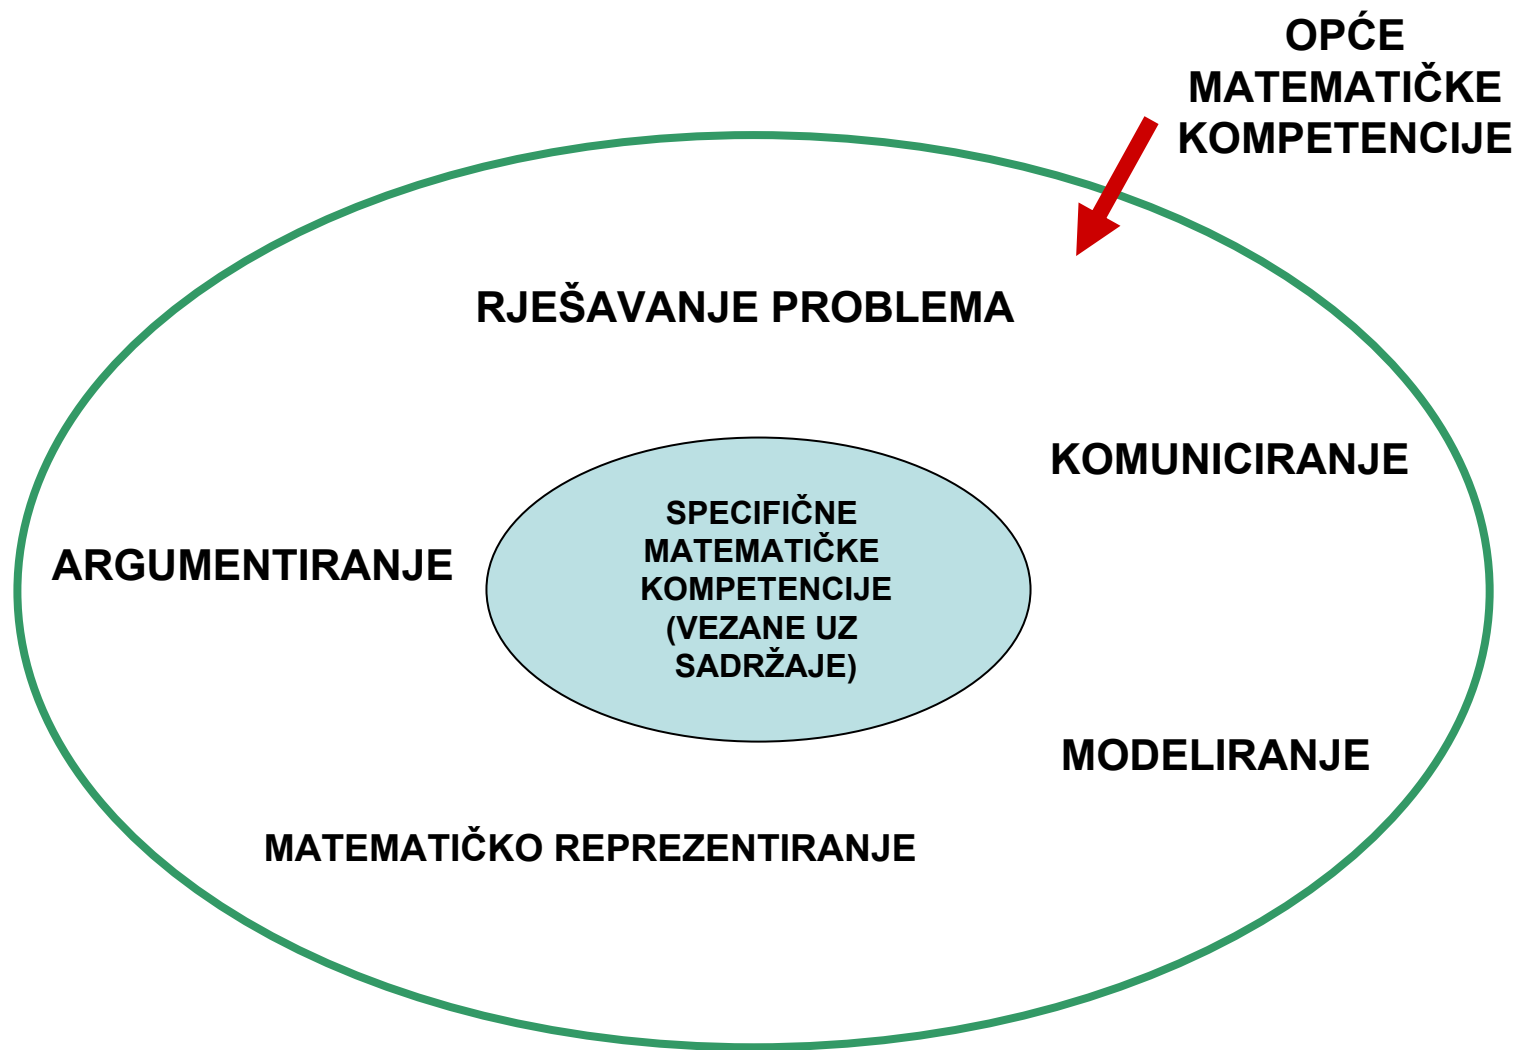 OPĆE
MATEMATIČKE
KOMPETENCIJE
RJEŠAVANJE PROBLEMA
KOMUNICIRANJE
SPECIFIČNE
MATEMATIČKE
KOMPETENCIJE
(VEZANE UZ
SADRŽAJE)
ARGUMENTIRANJE
MODELIRANJE
MATEMATIČKO REPREZENTIRANJE